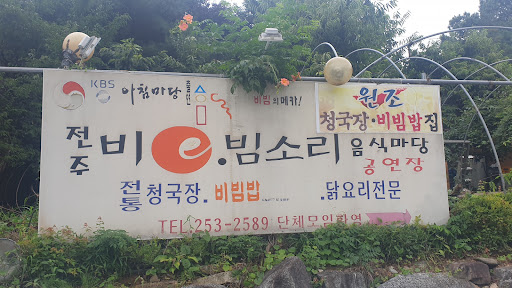 KBS 아침마당
비빔의메카!
원조
청국장·비빔밥집
전주 비e.빔소리 음식마당
공연장
전통 청국장.비빔밥 .닭요리전문
TEL.253-2589 단체모임환영